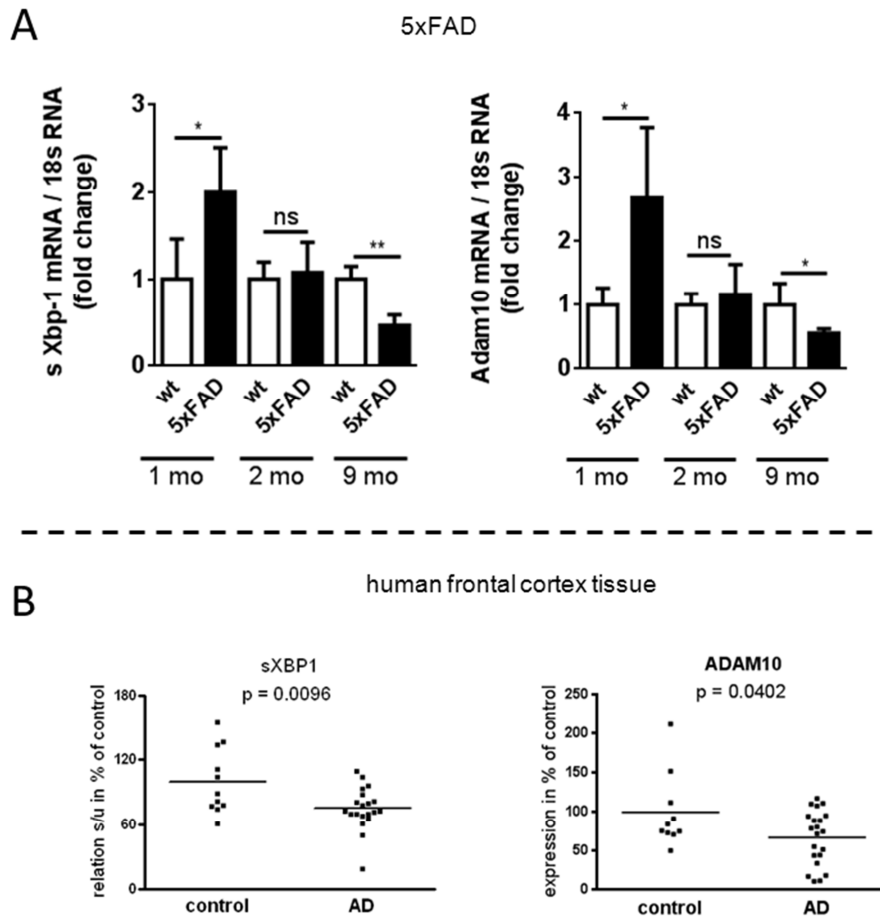 A
5xFAD
s Xbp-1 mRNA / 18s RNA
(fold change)
3
2
1
0
*
ns
**
wt
5xFAD
wt
5xFAD
wt
5xFAD
1 mo
2 mo
9 mo
Adam10 mRNA / 18s RNA
(fold change)
4
3
2
1
0
*
ns
*
wt
5xFAD
wt
5xFAD
wt
5xFAD
1 mo
2 mo
9 mo
human frontal cortex tissue
B
sXBP1
p = 0.0096
relation s/u in % of control
180
120
60
0
control
AD
ADAM10
p = 0.0402
expression in % of control
250
200
150
100
50
0
control
AD